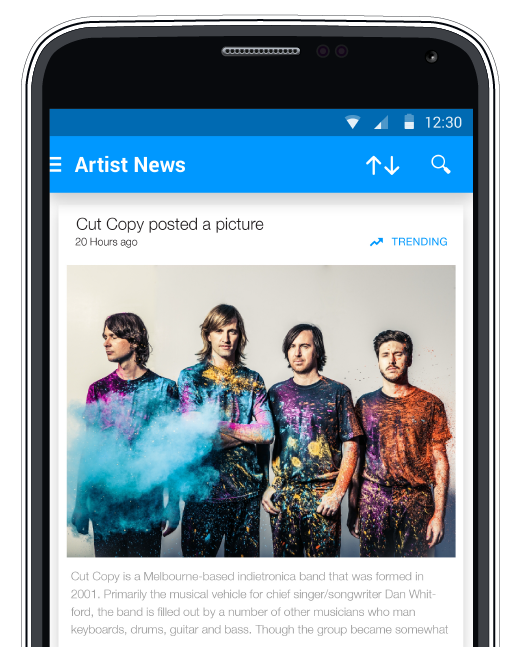 12:30
Artist News
Cut Copy posted a picture
20 Hours ago
TRENDING
Cut Copy is a Melbourne-based indietronica band that was formed in
2001. Primarily the musical vehicle for chief singer/songwriter Dan Whit-
ford, the band is filled out by a number of other musicians who man
keyboards, drums, guitar and bass. Though the group became somewhat